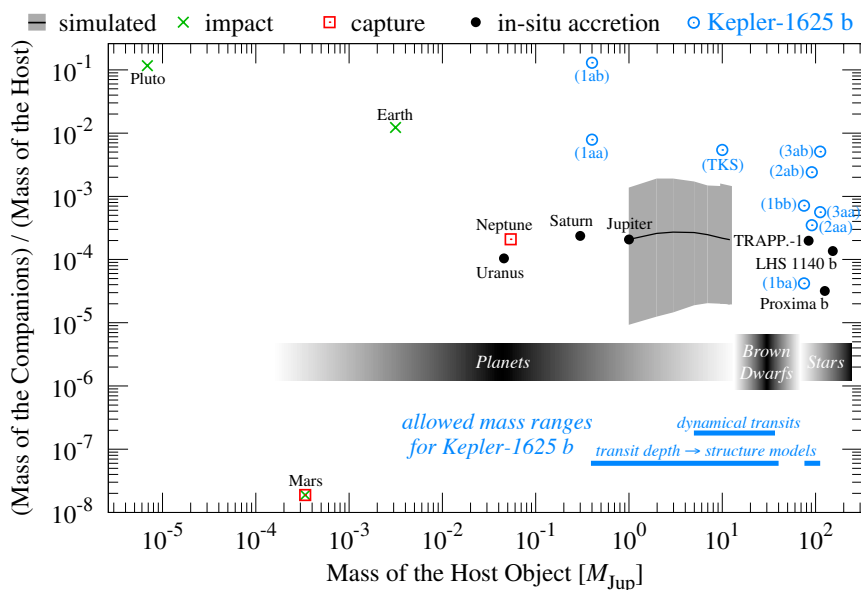 simulated impact capture in-situ accretion Kepler-1625 b
(Mass of the Companions) / (Mass of the Host)
10^-1
10^-2
10^-3
10^-4
10^-5
10^-6
10^-7
10^-8
Pluto
Earth
(1ab)
(1aa)
(TKS)
(3ab)
(2ab)
(1bb)
(3aa)
(2aa)
Neptune
Saturn
Jupiter
Uranus
TRAPP.-1
LHS 1140 b
(1ba)
Proxima b
Planets
Brown
Dwarfs
Stars
allowed mass ranges
for Kepler-1625 b
dynamical transits
transit depth → structure models
Mars
10^-5 10^-4 10^-3 10^-2 10^-1 10^0 10^1 10^2
Mass of the Host Object [M_Jup]